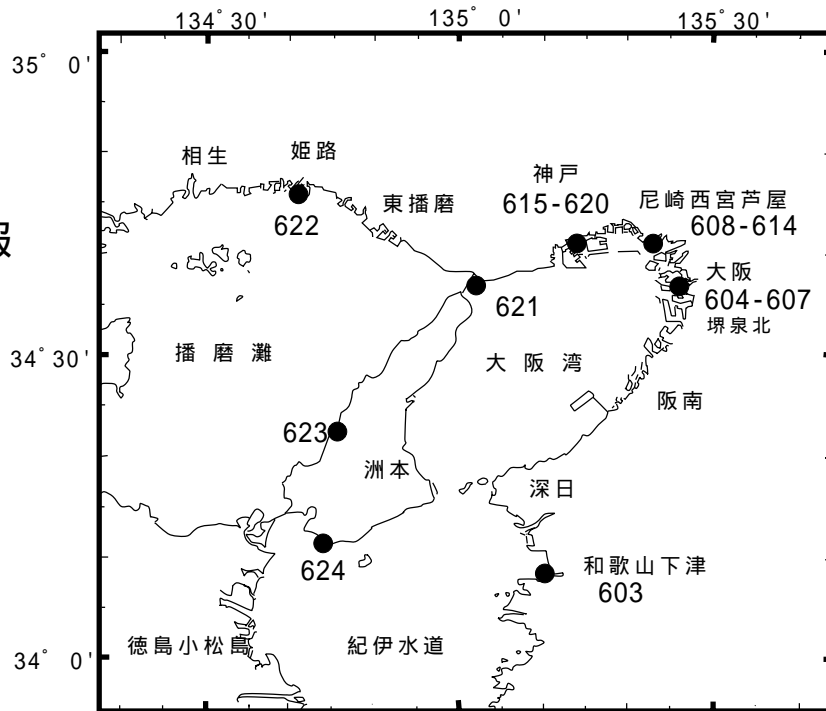 134° 30'
135° 0'
135° 30'
35° 0'
相生
姫路
東播磨
神戸
615-620
尼崎西宮芦屋
608-614
報
622
621
大阪
604-607
堺泉北
34° 30'
播磨灘
大阪湾
阪南
623
洲本
深日
624
和歌山下津
603
徳島小松島
紀伊水道
34° 0'